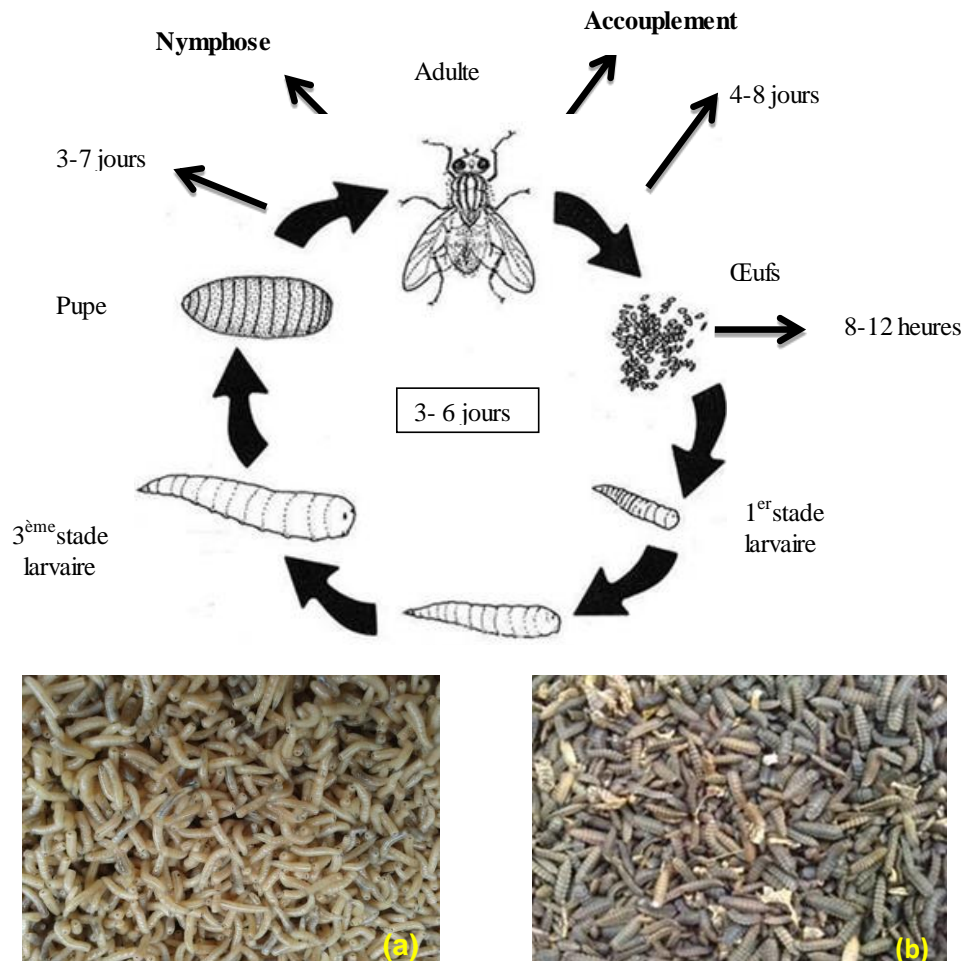 Nymphose
Accouplement
Adulte
4-8 jours
3-7 jours
Œufs
Pupe
8-12 heures
3- 6 jours
1er stade
larvaire
3ème stade
larvaire
(a)
(b)